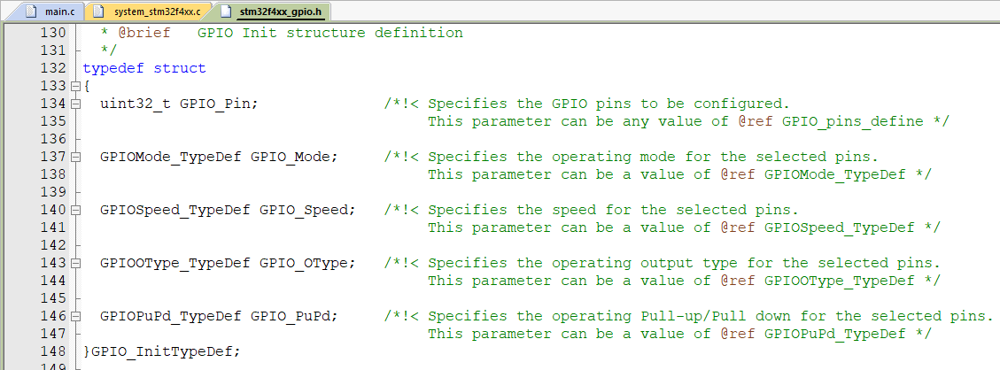 main.c system_stm32f4xx.c stm32f4xx_gpio.h
130 * @brief GPIO Init structure definition
131 */
132 typedef struct
133 {
134 uint32_t GPIO_Pin; /*!< Specifies the GPIO pins to be configured.
135 This parameter can be any value of @ref GPIO_pins_define */
136
137 GPIOMode_TypeDef GPIO_Mode; /*!< Specifies the operating mode for the selected pins.
138 This parameter can be a value of @ref GPIOMode_TypeDef */
139
140 GPIOSpeed_TypeDef GPIO_Speed; /*!< Specifies the speed for the selected pins.
141 This parameter can be a value of @ref GPIOSpeed_TypeDef */
142
143 GPIOOType_TypeDef GPIO_OType; /*!< Specifies the operating output type for the selected pins.
144 This parameter can be a value of @ref GPIOOType_TypeDef */
145
146 GPIOPuPd_TypeDef GPIO_PuPd; /*!< Specifies the operating Pull-up/Pull down for the selected pins.
147 This parameter can be a value of @ref GPIOPuPd_TypeDef */
148 }GPIO_InitTypeDef;
149